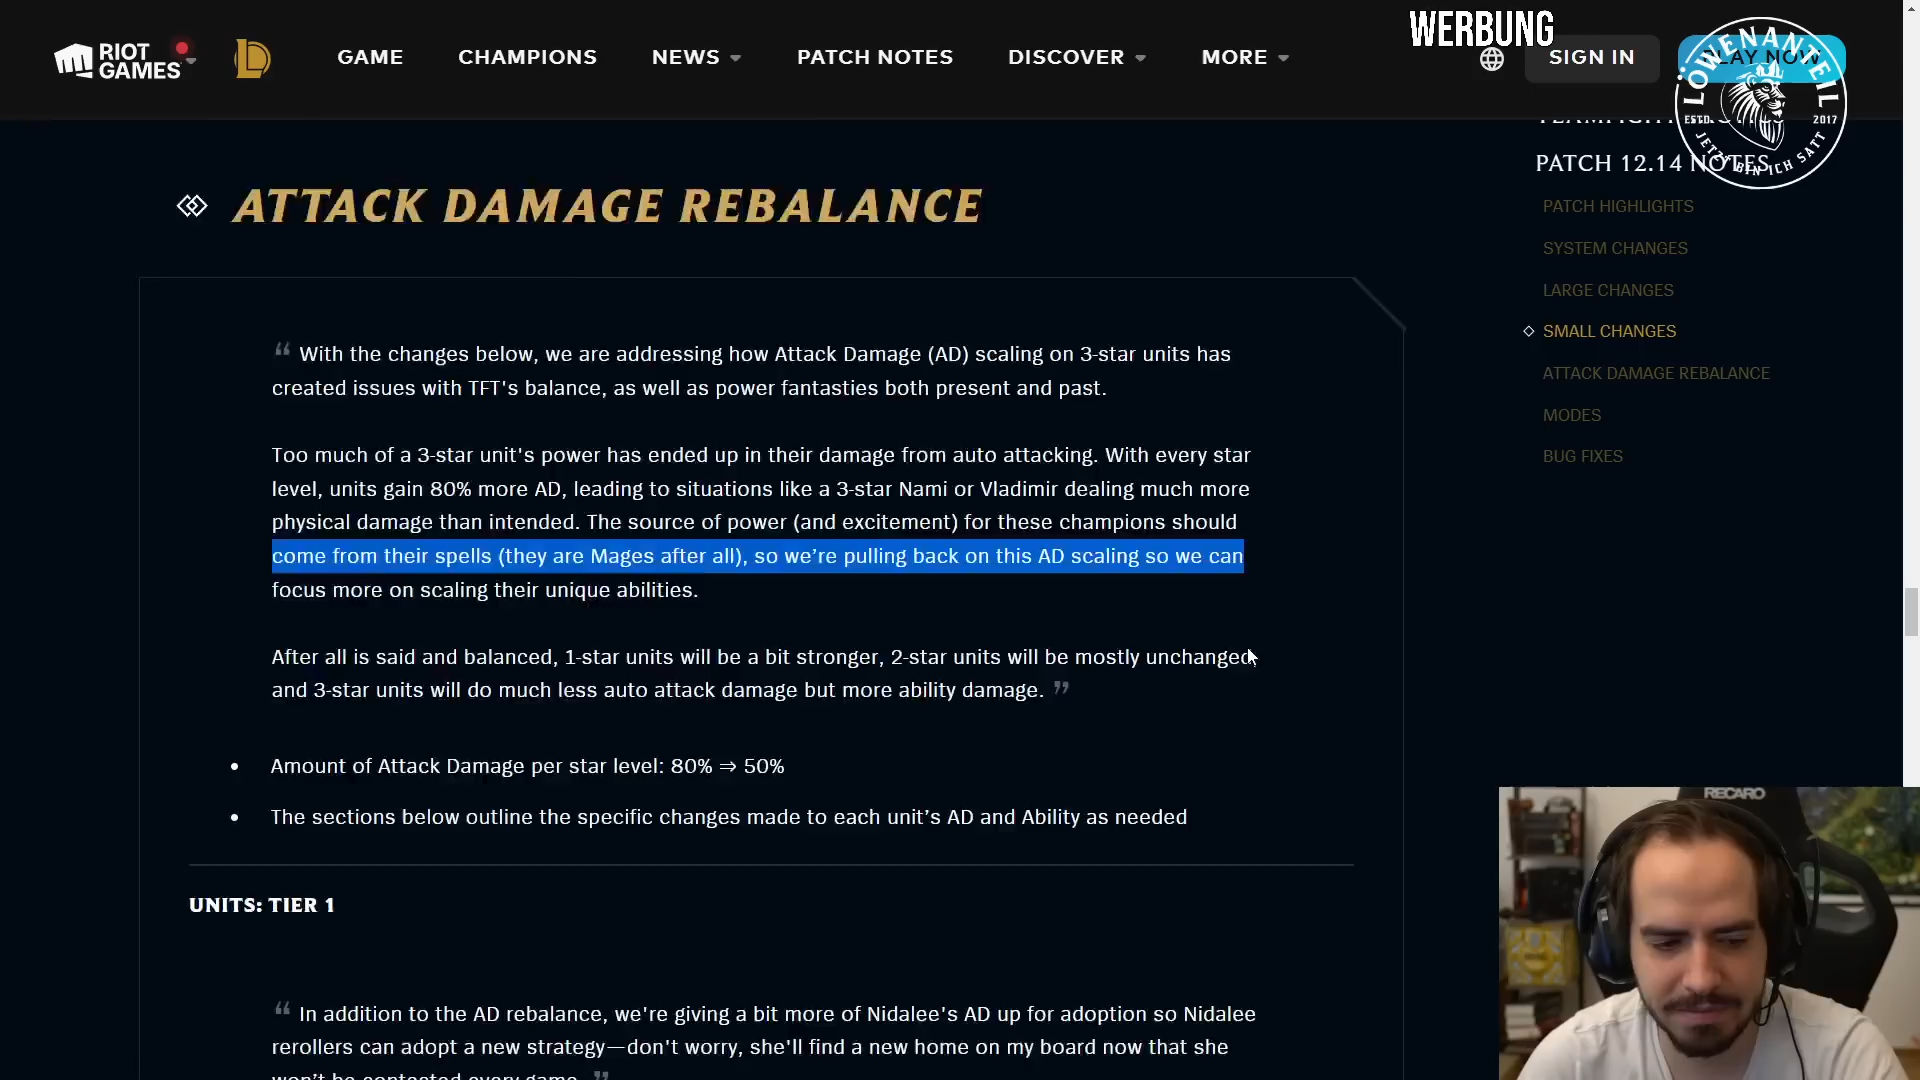 WERBUNG
RIOT
GAMES
GAME
CHAMPIONS
NEWS
PATCH NOTES
DISCOVER
MORE
SIGN IN
PLAY NOW
LÖWENANTEIL
ESTD. 2017
JETZT BIN ICH SATT
PATCH 12.14 NOTES
PATCH HIGHLIGHTS
SYSTEM CHANGES
LARGE CHANGES
SMALL CHANGES
ATTACK DAMAGE REBALANCE
MODES
BUG FIXES
ATTACK DAMAGE REBALANCE
“ With the changes below, we are addressing how Attack Damage (AD) scaling on 3-star units has
created issues with TFT's balance, as well as power fantasties both present and past.
Too much of a 3-star unit's power has ended up in their damage from auto attacking. With every star
level, units gain 80% more AD, leading to situations like a 3-star Nami or Vladimir dealing much more
physical damage than intended. The source of power (and excitement) for these champions should
come from their spells (they are Mages after all), so we’re pulling back on this AD scaling so we can
focus more on scaling their unique abilities.
After all is said and balanced, 1-star units will be a bit stronger, 2-star units will be mostly unchanged
and 3-star units will do much less auto attack damage but more ability damage. ”
• Amount of Attack Damage per star level: 80% ⇒ 50%
• The sections below outline the specific changes made to each unit’s AD and Ability as needed
UNITS: TIER 1
“ In addition to the AD rebalance, we're giving a bit more of Nidalee's AD up for adoption so Nidalee
rerollers can adopt a new strategy—don't worry, she'll find a new home on my board now that she
won't be contested every game. ”
RECARO